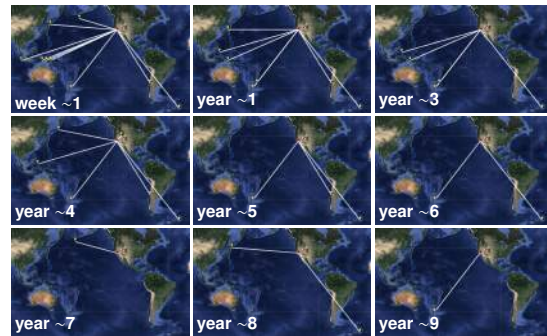 week ~1
year ~1
year ~3
year ~4
year ~5
year ~6
year ~7
year ~8
year ~9